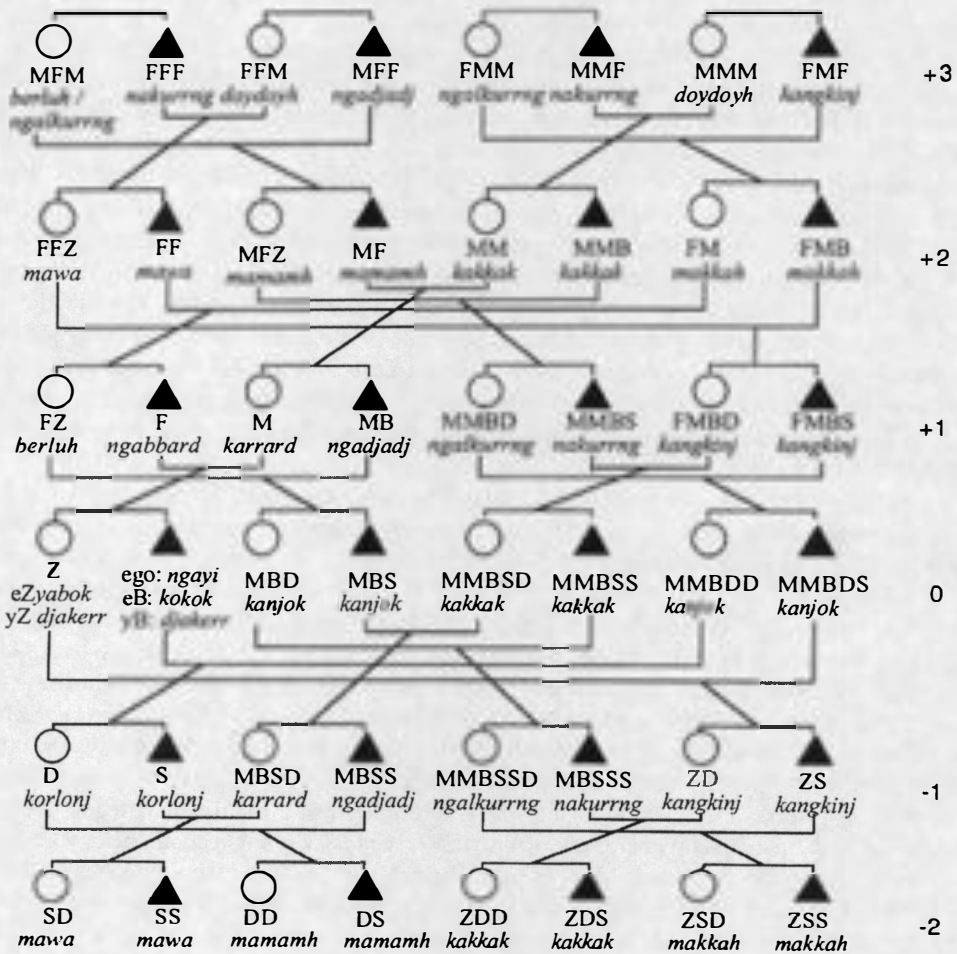 MFM FFF FFM MFF FMM MMF MMM FMF +3
berluh / nakurrng doydoyh ngadjadj ngalkurrng nakurrng doydoyh kangkinj
ngalkurrng
FFZ FF MFZ MF MM MMB FM FMB +2
mawa mawa mamamh mamamh kakkak kakkak makkah makkah
FZ F M MB MMBD MMBS FMBD FMBS +1
berluh ngabbard karrard ngadjadj ngalkurrng nakurrng kangkinj kangkinj
Z ego: ngayi MBD MBS MMBSD MMBSS MMBDD MMBDS 0
eZyabok eB: kokok kanjok kanjok kakkak kakkak kanjok kanjok
yZ djakerr yB: djakerr
D S MBSD MBSS MMBSSD MBSSS ZD ZS -1
korlonj korlonj karrard ngadjadj ngalkurrng nakurrng kangkinj kangkinj
SD SS DD DS ZDD ZDS ZSD ZSS -2
mawa mawa mamamh mamamh kakkak kakkak makkah makkah